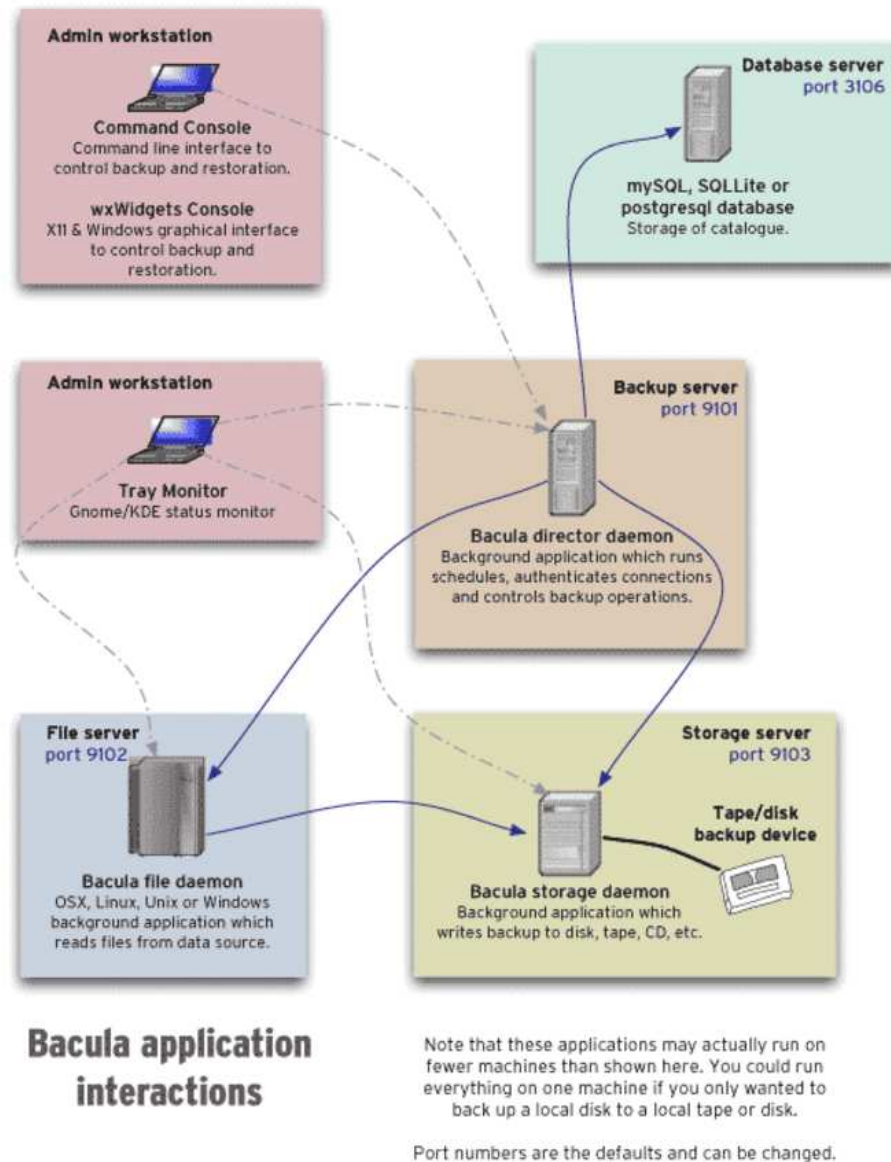 Admin workstation
Command Console
Command line interface to
control backup and restoration.
wxWidgets Console
X11 & Windows graphical interface
to control backup and
restoration.
Database server
port 3106
mySQL, SQLLite or
postgresql database
Storage of catalogue.
Admin workstation
Tray Monitor
Gnome/KDE status monitor
Backup server
port 9101
Bacula director daemon
Background application which runs
schedules, authenticates connections
and controls backup operations.
File server
port 9102
Bacula file daemon
OSX, Linux, Unix or Windows
background application which
reads files from data source.
Storage server
port 9103
Tape/disk
backup device
Bacula storage daemon
Background application which
writes backup to disk, tape, CD, etc.
Bacula application
interactions
Note that these applications may actually run on
fewer machines than shown here. You could run
everything on one machine if you only wanted to
back up a local disk to a local tape or disk.
Port numbers are the defaults and can be changed.